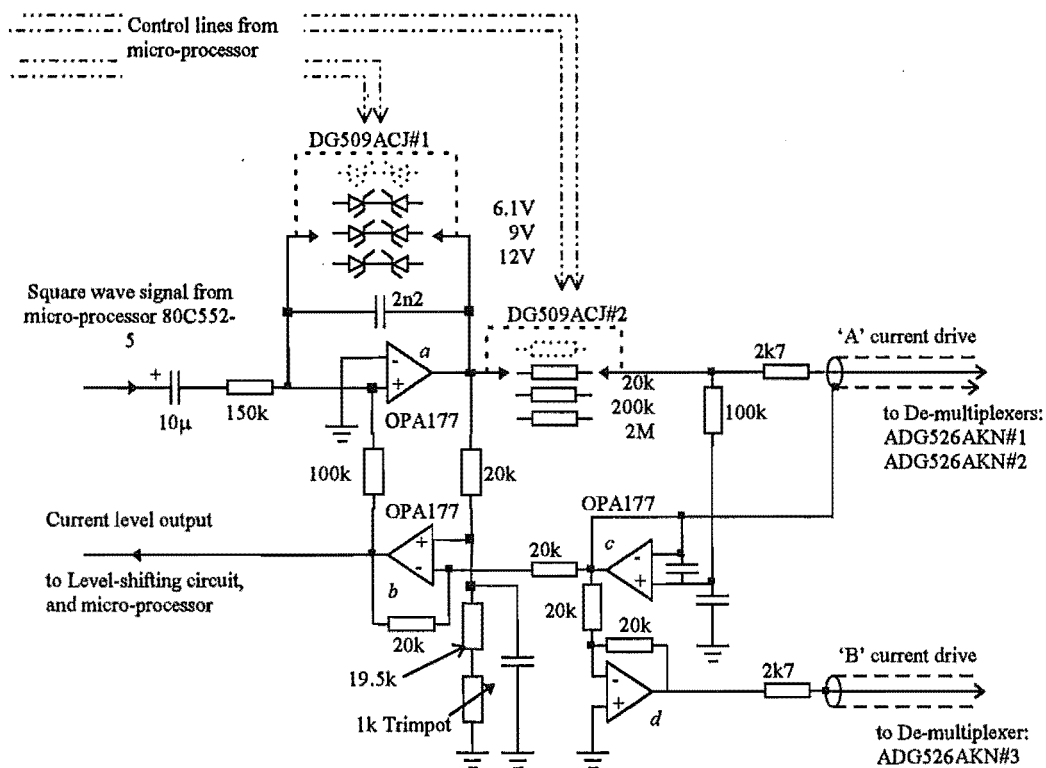 Control lines from
micro-processor
DG509ACJ#1
6.1V
9V
12V
Square wave signal from
micro-processor 80C552-
5
2n2
DG509ACJ#2
'A' current drive
+
10µ
150k
a
-
+
OPA177
20k
200k
2M
2k7
100k
to De-multiplexers:
ADG526AKN#1
ADG526AKN#2
100k
20k
OPA177
Current level output
OPA177
+
-
b
20k
c
-
+
to Level-shifting circuit,
and micro-processor
20k
20k
20k
19.5k
1k Trimpot
-
+
d
2k7
'B' current drive
to De-multiplexer:
ADG526AKN#3